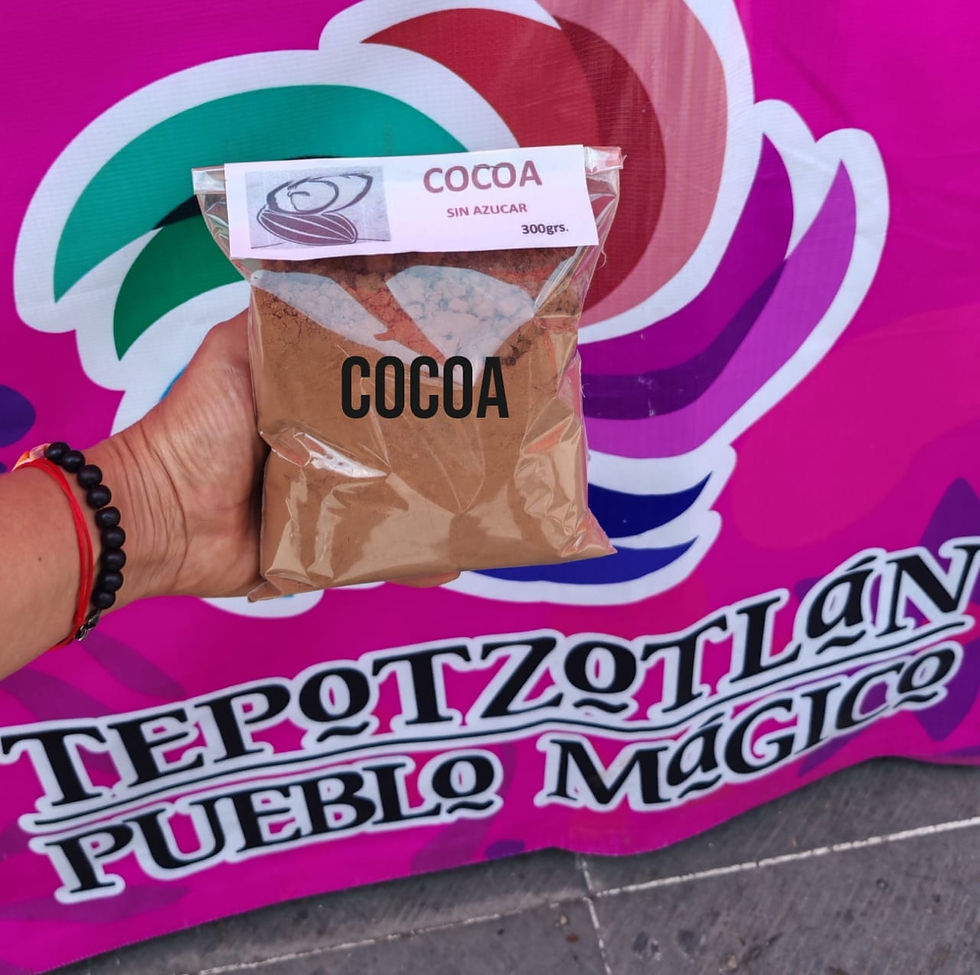 COCOA
SIN AZUCAR
300grs.
COCOA
TEPOTZOTLáN
PUEBLO MáGICO